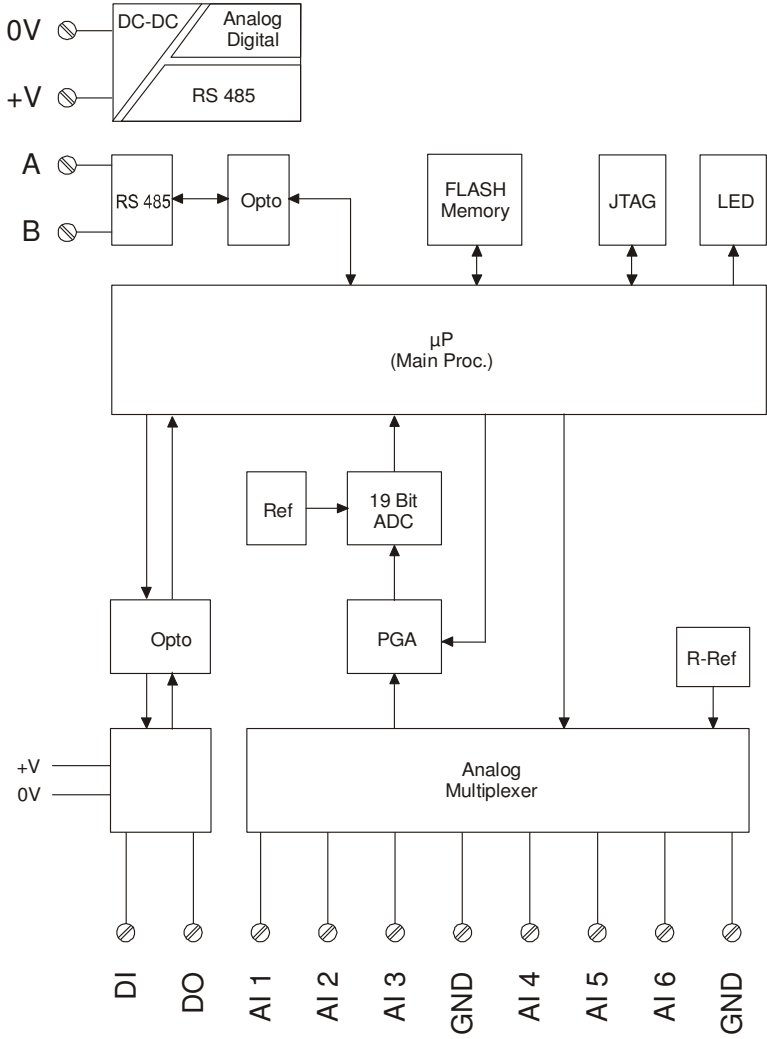 0V
DC-DC
Analog
Digital
+V
RS 485
A
B
RS 485
Opto
FLASH
Memory
JTAG
LED
µP
(Main Proc.)
Ref
19 Bit
ADC
Opto
PGA
R-Ref
+V
0V
Analog
Multiplexer
DI
DO
AI 1
AI 2
AI 3
GND
AI 4
AI 5
AI 6
GND